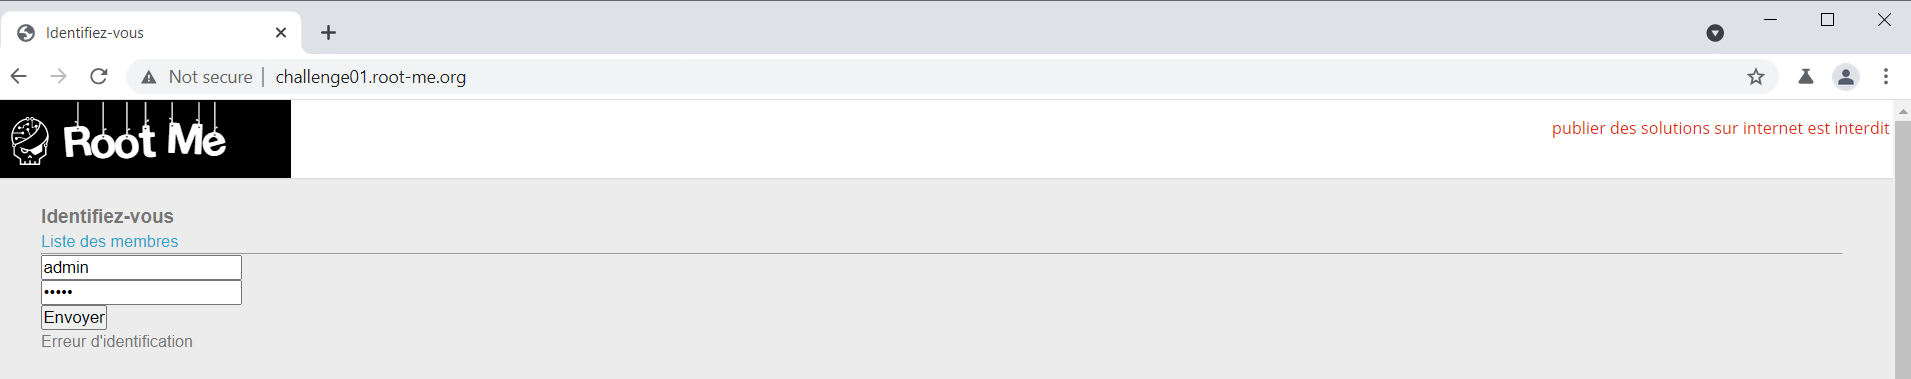 Identifiez-vous
Not secure | challenge01.root-me.org
Root Me
publier des solutions sur internet est interdit
Identifiez-vous
Liste des membres
admin
•••••
Envoyer
Erreur d'identification